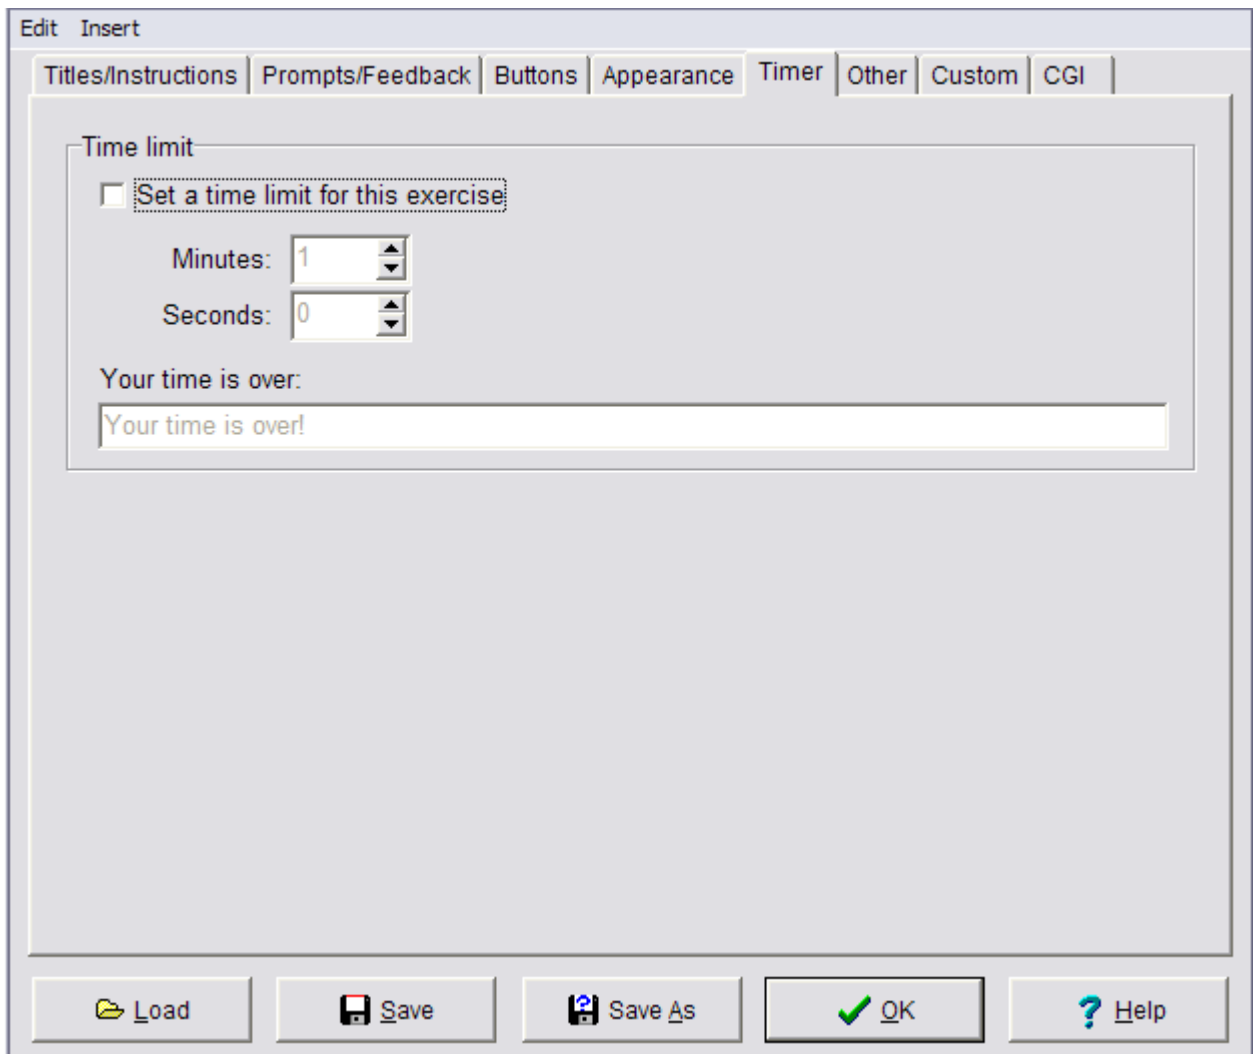 Edit Insert
Titles/Instructions Prompts/Feedback Buttons Appearance Timer Other Custom CGI
Time limit
Set a time limit for this exercise
Minutes: 1
Seconds: 0
Your time is over:
Your time is over!
Load Save Save As OK Help